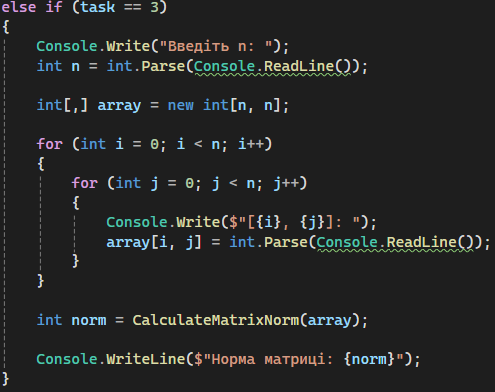 else if (task == 3)
{
    Console.Write("Введіть n: ");
    int n = int.Parse(Console.ReadLine());

    int[,] array = new int[n, n];

    for (int i = 0; i < n; i++)
    {
        for (int j = 0; j < n; j++)
        {
            Console.Write($"[{i}, {j}]: ");
            array[i, j] = int.Parse(Console.ReadLine());
        }
    }

    int norm = CalculateMatrixNorm(array);

    Console.WriteLine($"Норма матриці: {norm}");
}